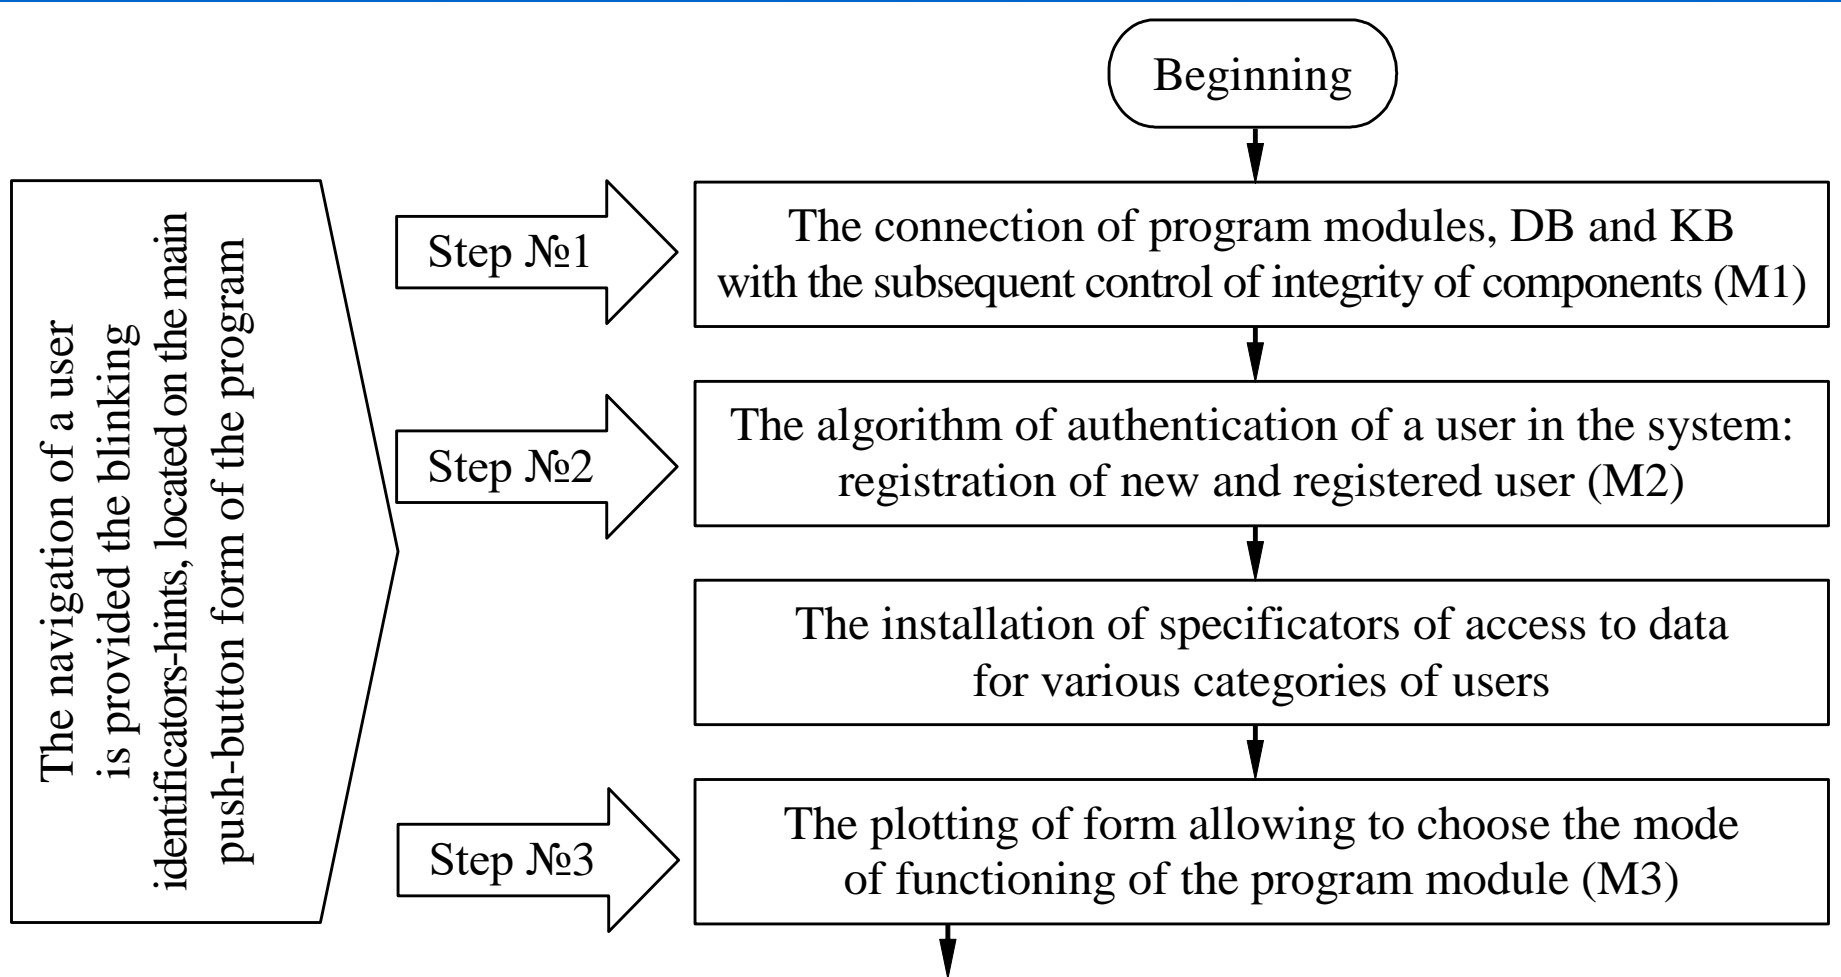 Beginning
The navigation of a user
is provided the blinking
identificators-hints, located on the main
push-button form of the program
Step №1
The connection of program modules, DB and KB
with the subsequent control of integrity of components (M1)
Step №2
The algorithm of authentication of a user in the system:
registration of new and registered user (M2)
The installation of specificators of access to data
for various categories of users
Step №3
The plotting of form allowing to choose the mode
of functioning of the program module (M3)